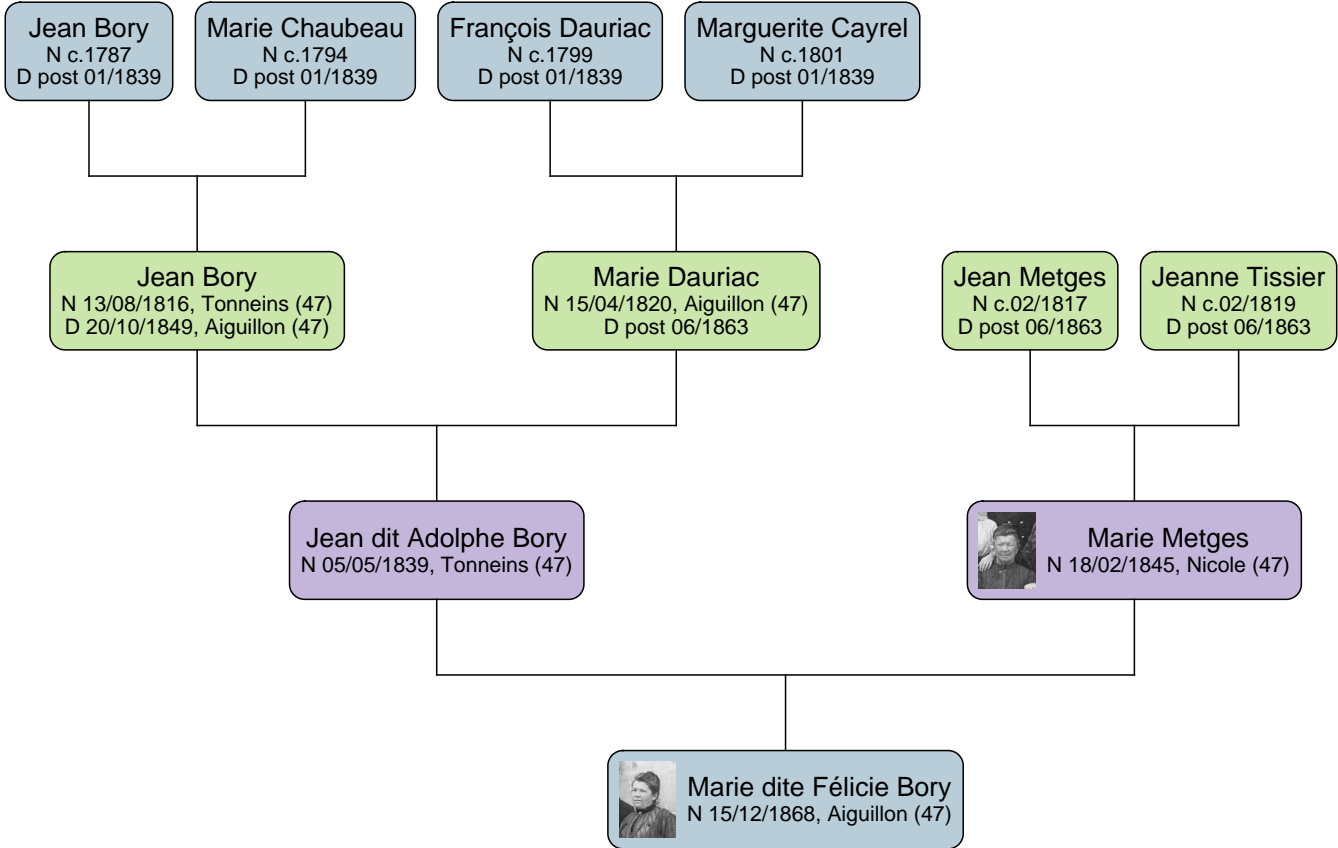 Jean Bory
N c.1787
D post 01/1839
Marie Chaubeau
N c.1794
D post 01/1839
François Dauriac
N c.1799
D post 01/1839
Marguerite Cayrel
N c.1801
D post 01/1839
Jean Bory
N 13/08/1816, Tonneins (47)
D 20/10/1849, Aiguillon (47)
Marie Dauriac
N 15/04/1820, Aiguillon (47)
D post 06/1863
Jean Metges
N c.02/1817
D post 06/1863
Jeanne Tissier
N c.02/1819
D post 06/1863
Jean dit Adolphe Bory
N 05/05/1839, Tonneins (47)
Marie Metges
N 18/02/1845, Nicole (47)
Marie dite Félicie Bory
N 15/12/1868, Aiguillon (47)